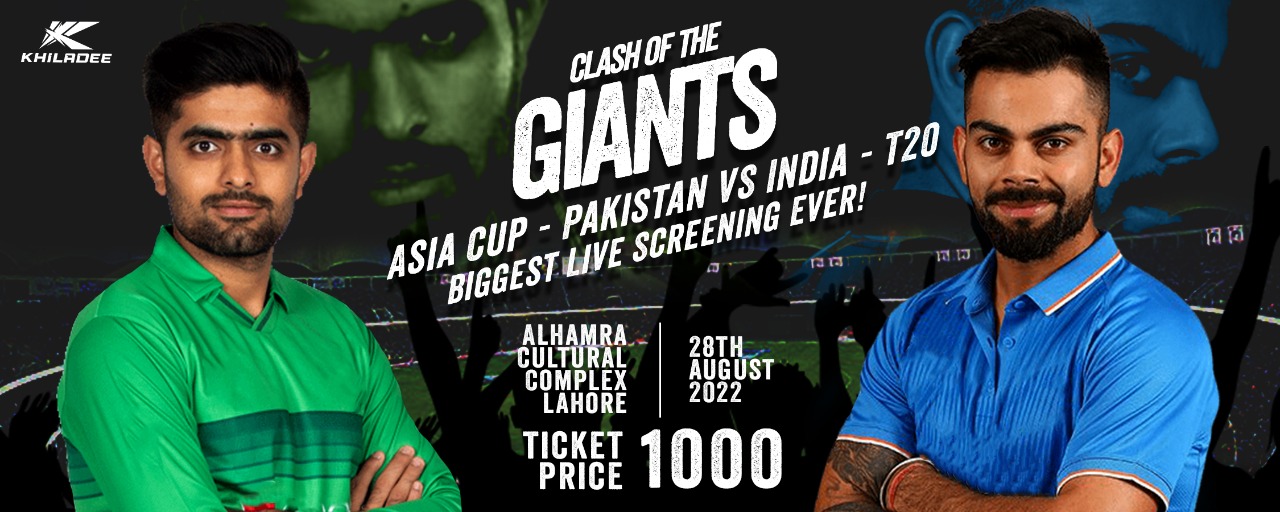 KHILADEE
CLASH OF THE
GIANTS
ASIA CUP - PAKISTAN VS INDIA - T20
BIGGEST LIVE SCREENING EVER!
ALHAMRA
CULTURAL
COMPLEX
LAHORE
28TH
AUGUST
2022
TICKET
PRICE
1000